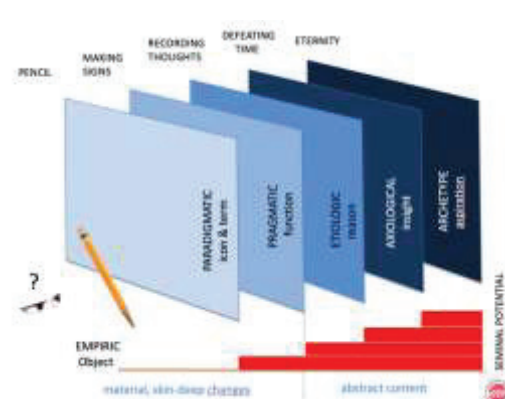 PENCIL
MAKING
SIGNS
RECORDING
THOUGHTS
DEFEATING
TIME
ETERNITY
PARADIGMATIC
icon & term
PRAGMATIC
function
ETIOLOGIC
reason
AXIOLOGICAL
insight
ARCHETYPE
aspiration
?
EMPIRIC
Object
SEMINAL POTENTIAL
material, skin-deep changes
abstract content